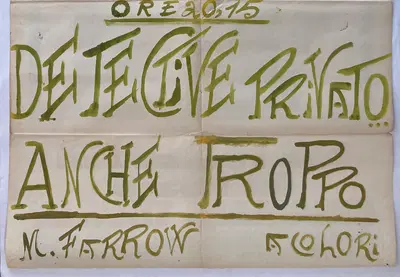 ORE 20,15
DETECTIVE PRIVATO...
ANCHE TROPPO
M. FARROW A COLORI